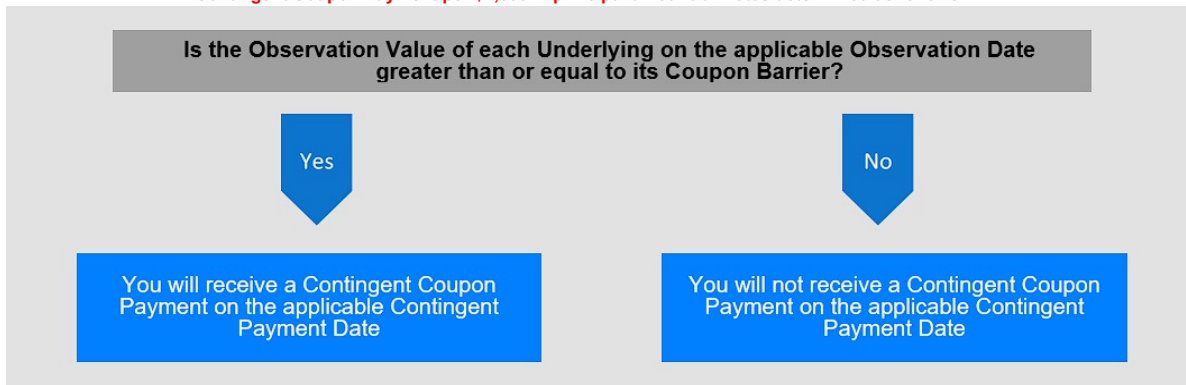 Is the Observation Value of each Underlying on the applicable Observation Date
greater than or equal to its Coupon Barrier?
Yes
No
You will receive a Contingent Coupon
Payment on the applicable Contingent
Payment Date
You will not receive a Contingent Coupon
Payment on the applicable Contingent
Payment Date